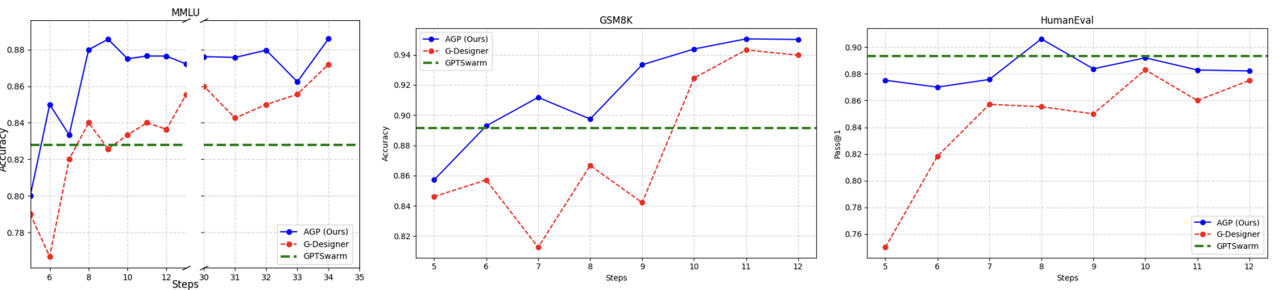 MMLU
0.88
0.86
0.84
0.82
0.80
0.78
Accuracy
AGP (Ours)
G-Designer
GPTSwarm
6 8 10 12 30 31 32 33 34 35
Steps
GSM8K
AGP (Ours)
G-Designer
GPTSwarm
0.94
0.92
0.90
0.88
0.86
0.84
0.82
Accuracy
5 6 7 8 9 10 11 12
Steps
HumanEval
0.90
0.88
0.86
0.84
0.82
0.80
0.78
0.76
Pass@1
AGP (Ours)
G-Designer
GPTSwarm
5 6 7 8 9 10 11 12
Steps